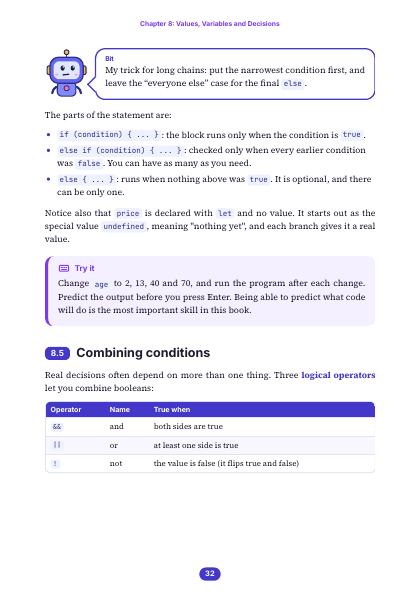 Chapter 8: Values, Variables and Decisions
Bit
My trick for long chains: put the narrowest condition first, and
leave the “everyone else” case for the final else .
The parts of the statement are:
• if (condition) { ... } : the block runs only when the condition is true .
• else if (condition) { ... } : checked only when every earlier condition
was false . You can have as many as you need.
• else { ... } : runs when nothing above was true . It is optional, and there
can be only one.
Notice also that price is declared with let and no value. It starts out as the
special value undefined , meaning "nothing yet", and each branch gives it a real
value.
Try it
Change age to 2, 13, 40 and 70, and run the program after each change.
Predict the output before you press Enter. Being able to predict what code
will do is the most important skill in this book.
8.5 Combining conditions
Real decisions often depend on more than one thing. Three logical operators
let you combine booleans:
Operator Name True when
&& and both sides are true
|| or at least one side is true
! not the value is false (it flips true and false)
32